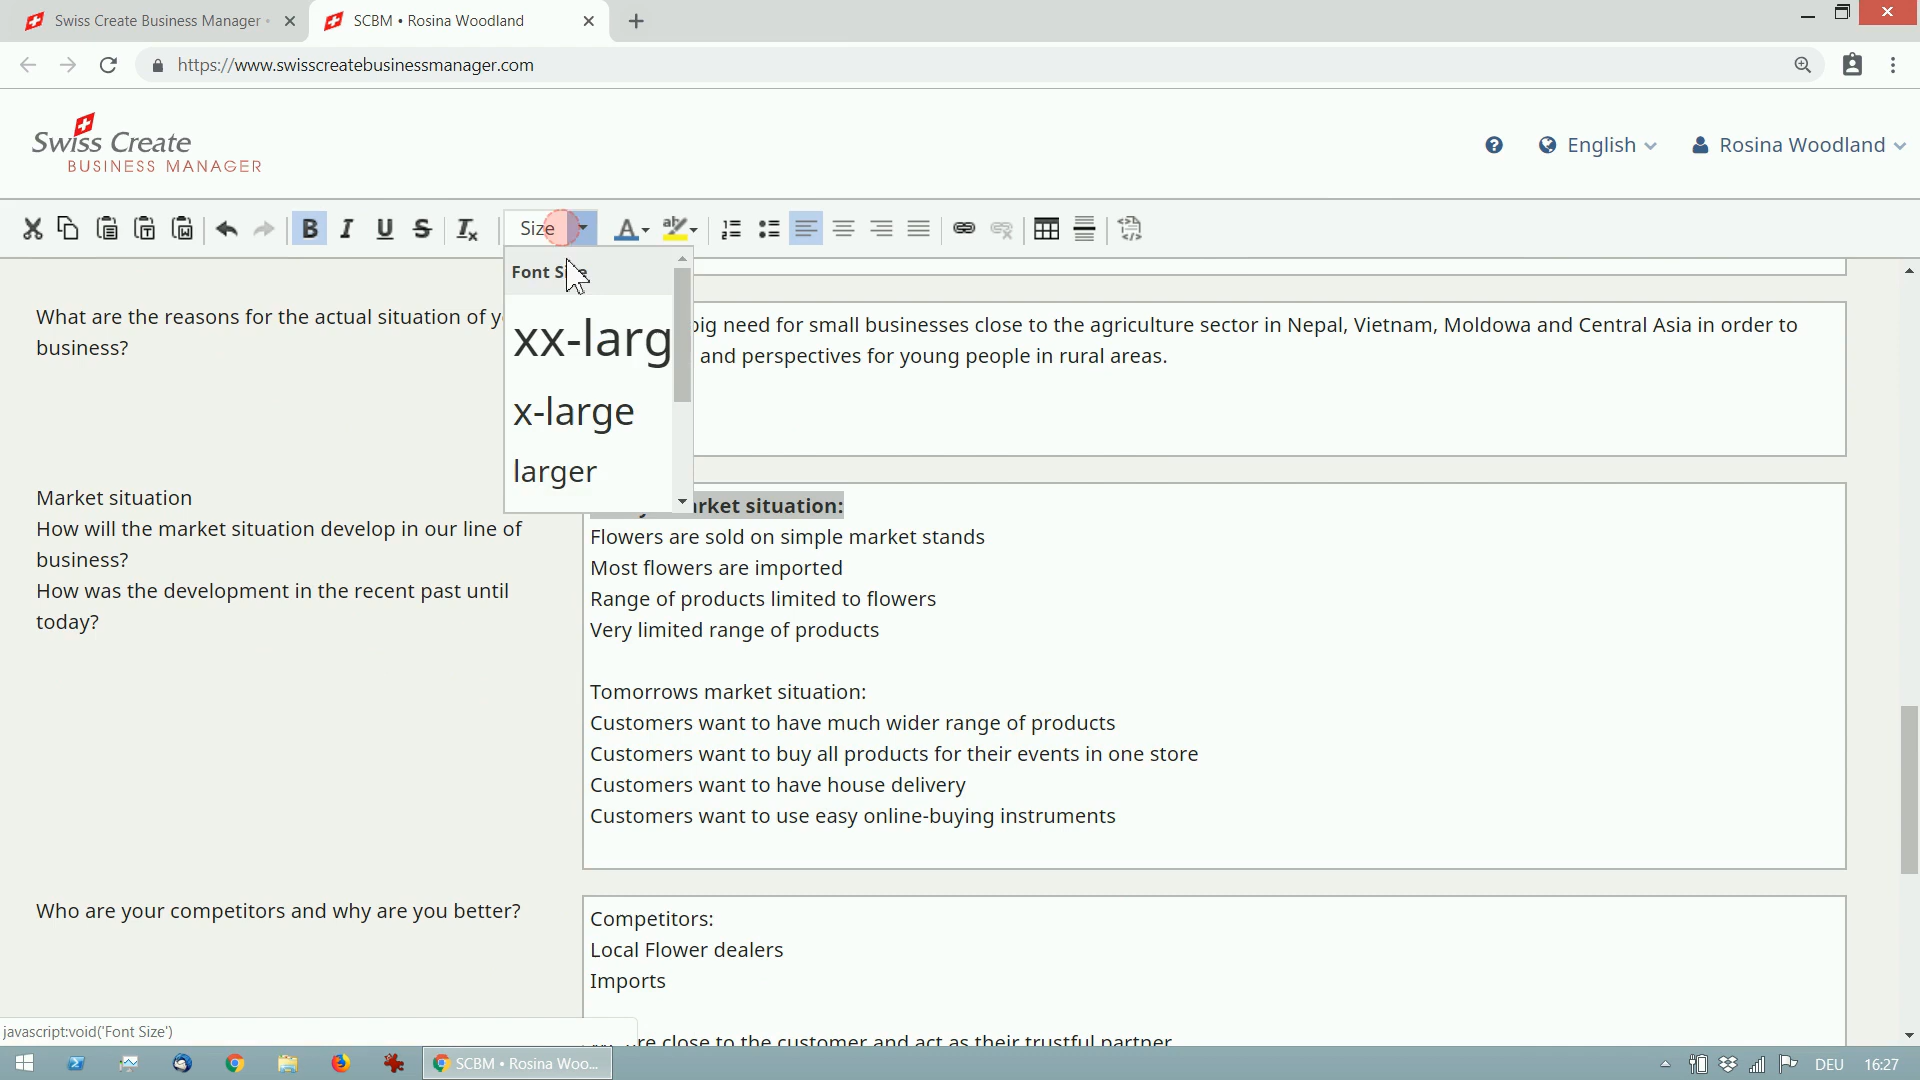 Swiss Create Business Manager
SCBM • Rosina Woodland
https://www.swisscreatebusinessmanager.com
Swiss Create
BUSINESS MANAGER
English
Rosina Woodland
Size
Font Size
xx-larg
x-large
larger
What are the reasons for the actual situation of y
business?
big need for small businesses close to the agriculture sector in Nepal, Vietnam, Moldowa and Central Asia in order to
and perspectives for young people in rural areas.
Market situation
How will the market situation develop in our line of
business?
How was the development in the recent past until
today?
rket situation:
Flowers are sold on simple market stands
Most flowers are imported
Range of products limited to flowers
Very limited range of products
Tomorrows market situation:
Customers want to have much wider range of products
Customers want to buy all products for their events in one store
Customers want to have house delivery
Customers want to use easy online-buying instruments
Who are your competitors and why are you better?
Competitors:
Local Flower dealers
Imports
re close to the customer and act as their trustful partner
javascript:void('Font Size')
SCBM • Rosina Woo...
DEU
16:27